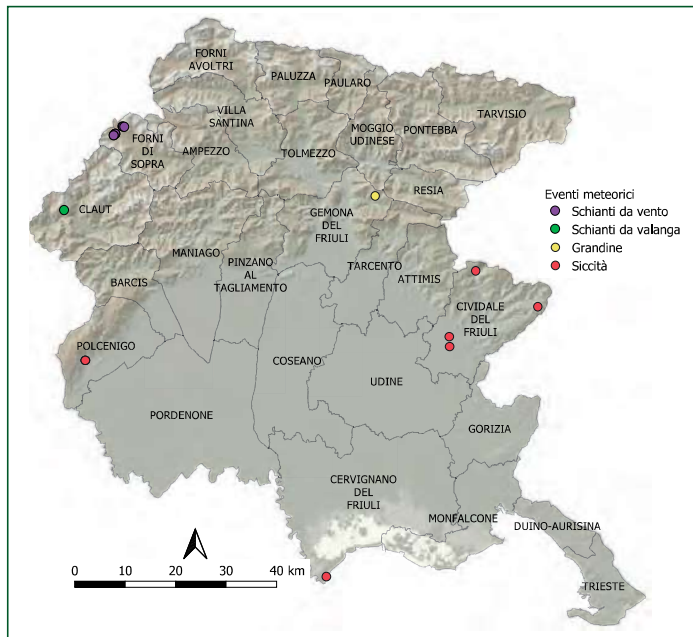 FORNI
AVOLTRI
PALUZZA
PAULARO
TARVISIO
VILLA
SANTINA
MOGGIO
UDINESE
PONTEBBA
FORNI
DI
SOPRA
AMPEZZO
TOLMEZZO
RESIA
CLAUT
GEMONA
DEL
FRIULI
Eventi meteorici
Schianti da vento
Schianti da valanga
Grandine
Siccità
MANIAGO
PINZANO
AL
TAGLIAMENTO
TARCENTO
ATTIMIS
BARCIS
CIVIDALE
DEL
FRIULI
POLCENIGO
COSEANO
UDINE
PORDENONE
GORIZIA
CERVIGNANO
DEL
FRIULI
MONFALCONE
DUINO-AURISINA
TRIESTE
0 10 20 30 40 km